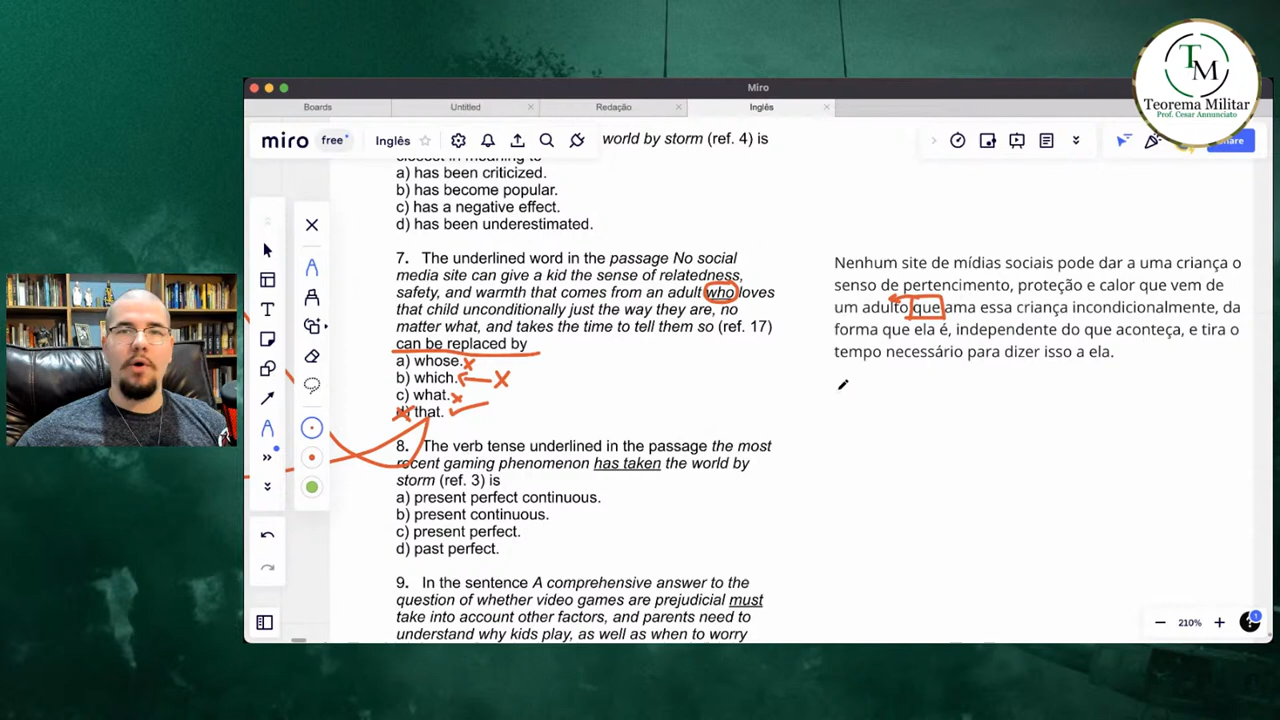 TM
Teorema Militar
Prof. Cesar Annunciato
Miro
Boards
Untitled
Redação
Inglês
miro
free
Inglês
Share
world by storm (ref. 4) is
closest in meaning to
a) has been criticized.
b) has become popular.
c) has a negative effect.
d) has been underestimated.
7. The underlined word in the passage No social
media site can give a kid the sense of relatedness,
safety, and warmth that comes from an adult who loves
that child unconditionally just the way they are, no
matter what, and takes the time to tell them so (ref. 17)
can be replaced by
a) whose.
b) which.
c) what.
d) that.
8. The verb tense underlined in the passage the most
recent gaming phenomenon has taken the world by
storm (ref. 3) is
a) present perfect continuous.
b) present continuous.
c) present perfect.
d) past perfect.
9. In the sentence A comprehensive answer to the
question of whether video games are prejudicial must
take into account other factors, and parents need to
understand why kids play, as well as when to worry
Nenhum site de mídias sociais pode dar a uma criança o
senso de pertencimento, proteção e calor que vem de
um adulto que ama essa criança incondicionalmente, da
forma que ela é, independente do que aconteça, e tira o
tempo necessário para dizer isso a ela.
210%
1